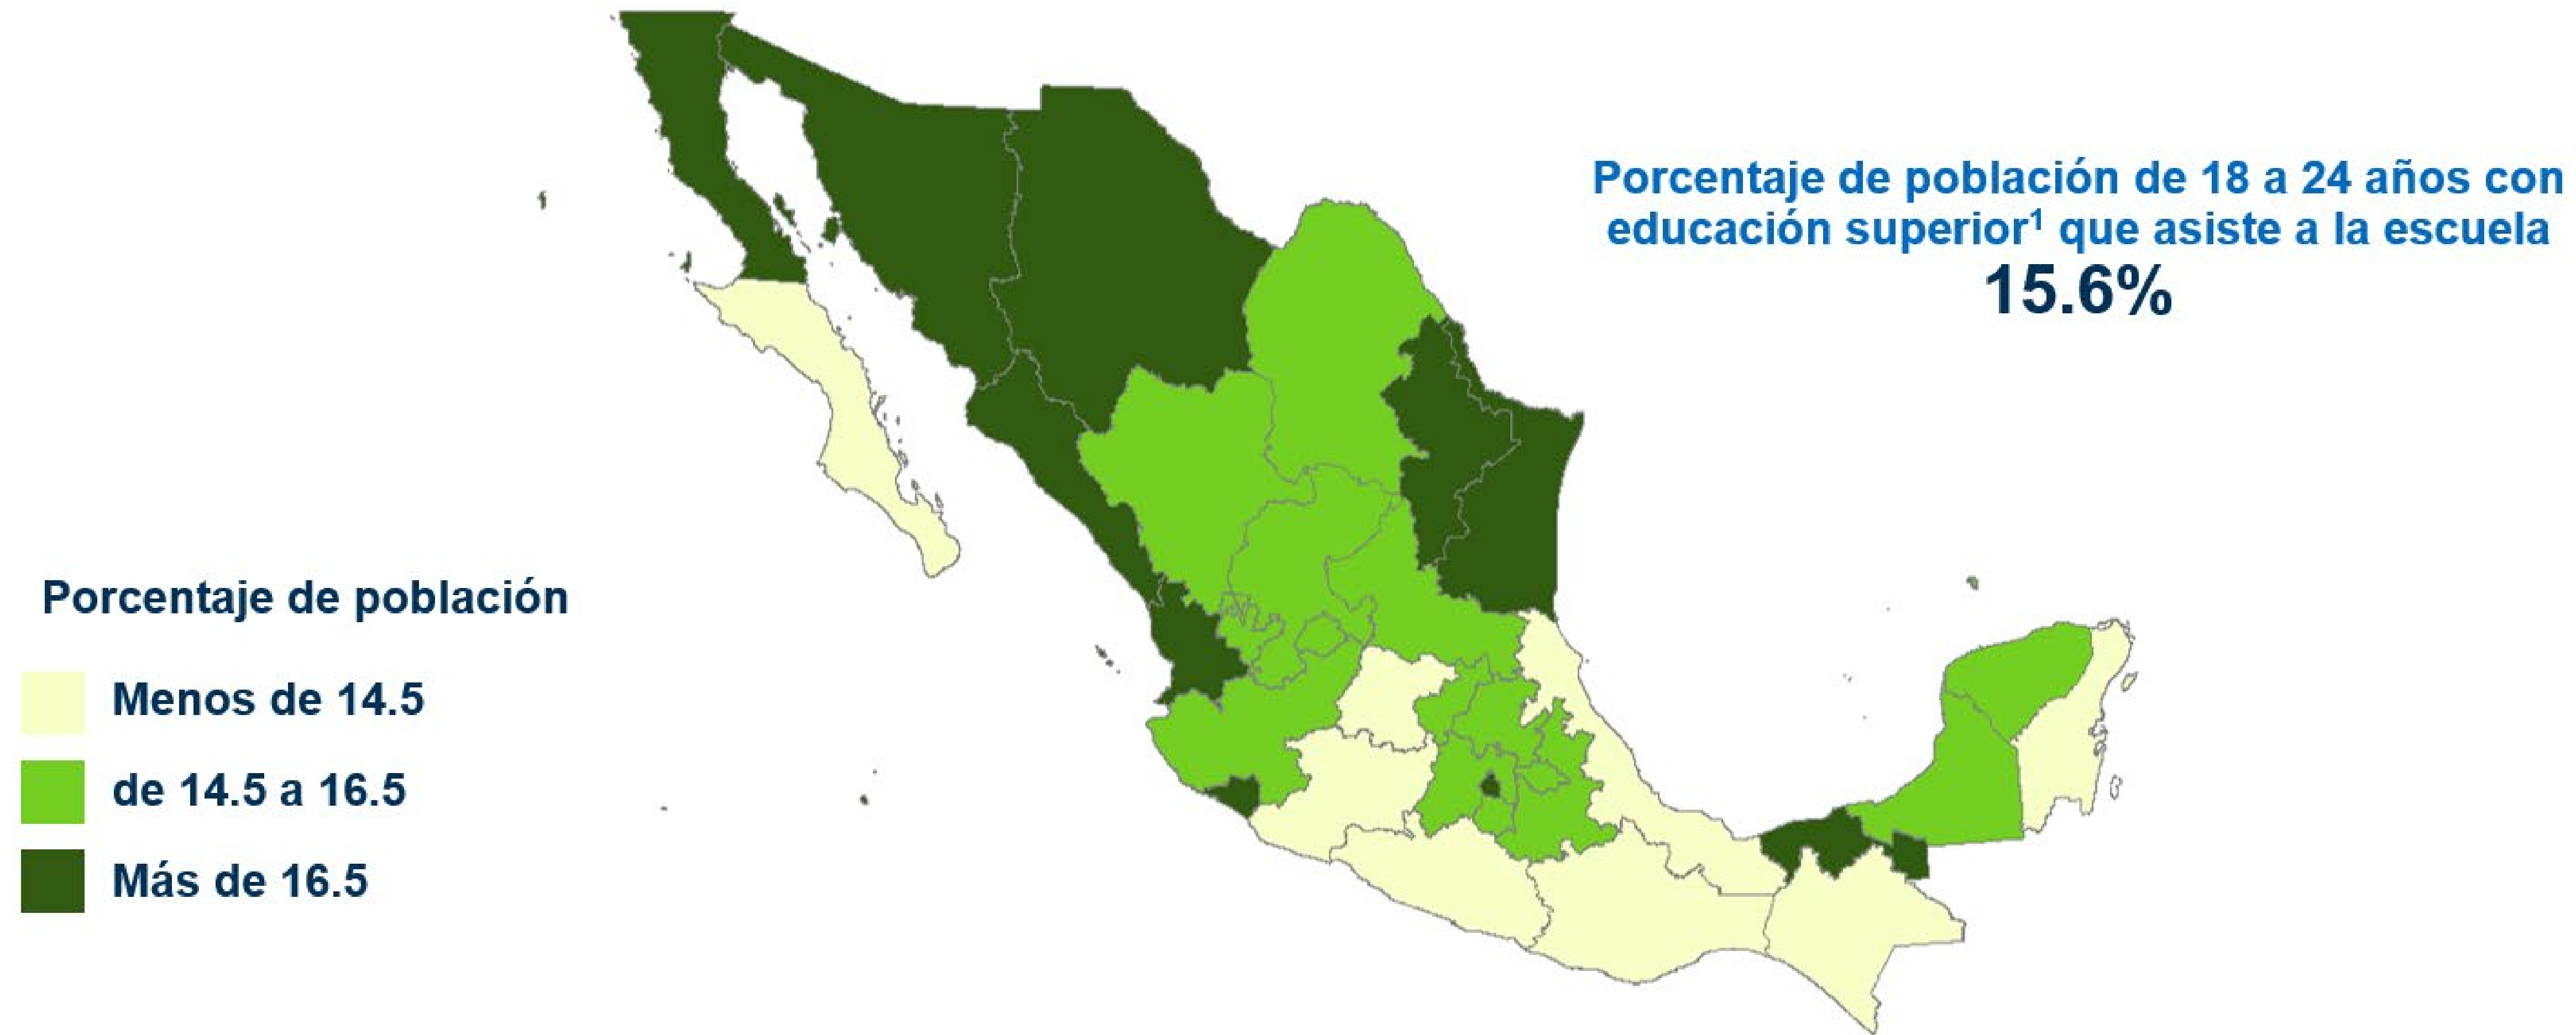 Porcentaje de población de 18 a 24 años con
educación superior¹ que asiste a la escuela
15.6%
Porcentaje de población
Menos de 14.5
de 14.5 a 16.5
Más de 16.5